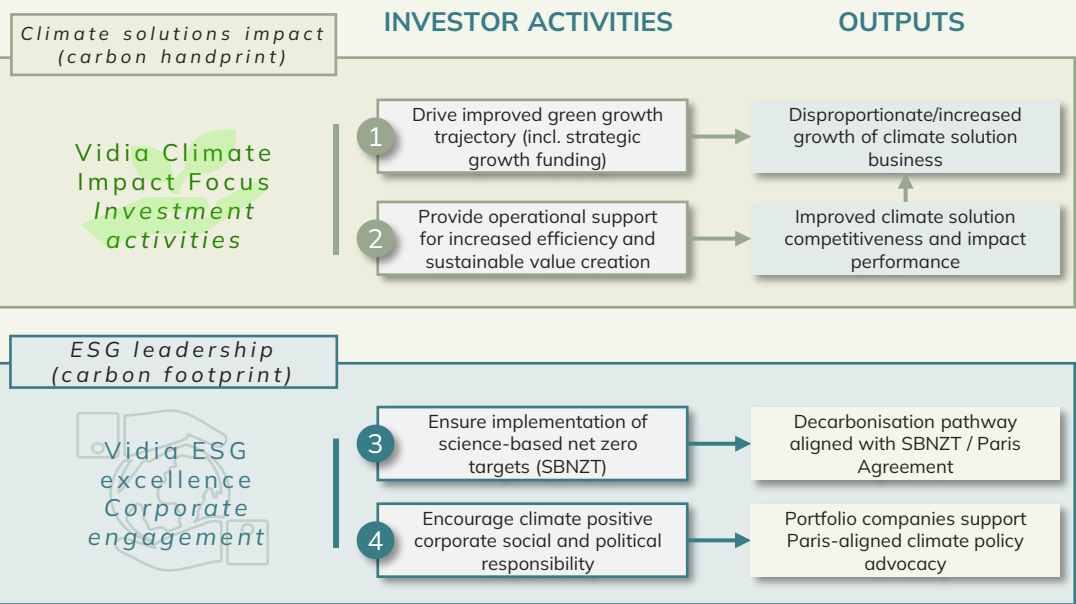 INVESTOR ACTIVITIES
OUTPUTS
Climate solutions impact
(carbon handprint)
Vidia Climate
Impact Focus
Investment
activities
1
Drive improved green growth
trajectory (incl. strategic
growth funding)
Disproportionate/increased
growth of climate solution
business
2
Provide operational support
for increased efficiency and
sustainable value creation
Improved climate solution
competitiveness and impact
performance
ESG leadership
(carbon footprint)
Vidia ESG
excellence
Corporate
engagement
3
Ensure implementation of
science-based net zero
targets (SBNZT)
Decarbonisation pathway
aligned with SBNZT / Paris
Agreement
4
Encourage climate positive
corporate social and political
responsibility
Portfolio companies support
Paris-aligned climate policy
advocacy